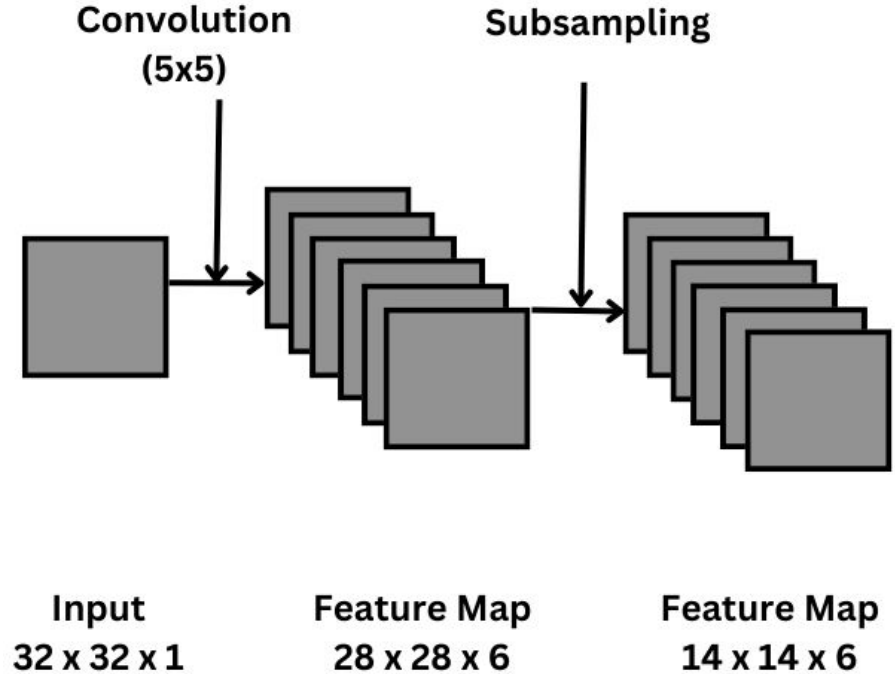 Convolution
(5x5)
Subsampling
Input
32 x 32 x 1
Feature Map
28 x 28 x 6
Feature Map
14 x 14 x 6